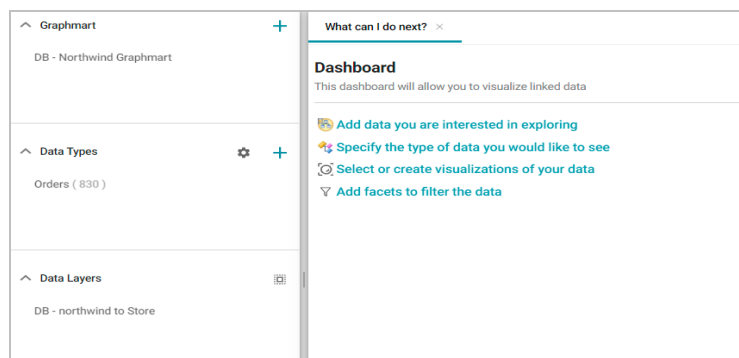 Graphmart
DB - Northwind Graphmart
Data Types
Orders ( 830 )
Data Layers
DB - northwind to Store
What can I do next?
Dashboard
This dashboard will allow you to visualize linked data
Add data you are interested in exploring
Specify the type of data you would like to see
Select or create visualizations of your data
Add facets to filter the data